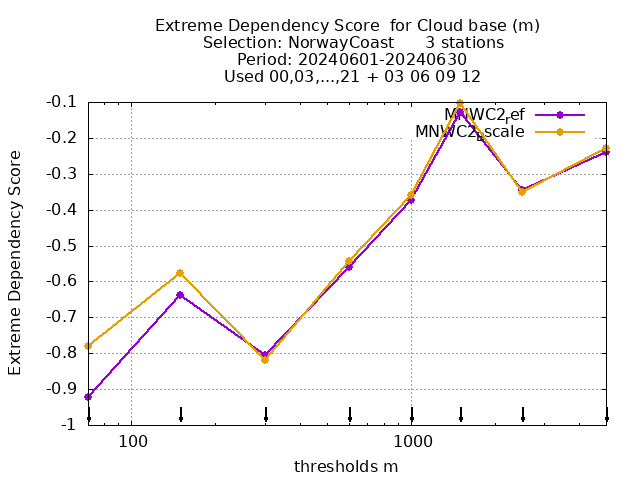 Extreme Dependency Score  for Cloud base (m)
Selection: NorwayCoast      3 stations
Period: 20240601-20240630
Used 00,03,...,21 + 03 06 09 12
-0.1
-0.2
-0.3
-0.4
-0.5
-0.6
-0.7
-0.8
-0.9
-1
Extreme Dependency Score
MNWC2_ref
MNWC2_scale
100
1000
thresholds m